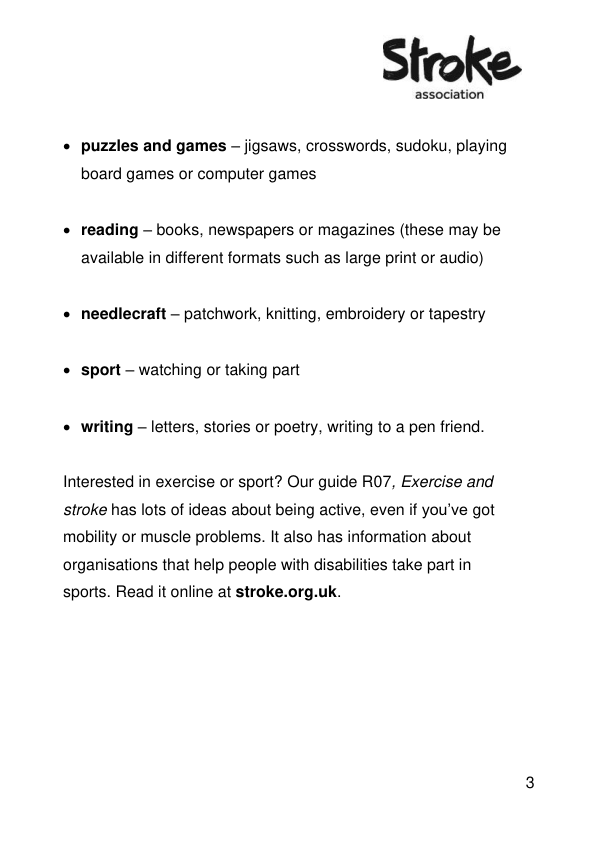 Stroke
association
• puzzles and games – jigsaws, crosswords, sudoku, playing
board games or computer games
• reading – books, newspapers or magazines (these may be
available in different formats such as large print or audio)
• needlecraft – patchwork, knitting, embroidery or tapestry
• sport – watching or taking part
• writing – letters, stories or poetry, writing to a pen friend.
Interested in exercise or sport? Our guide R07, Exercise and
stroke has lots of ideas about being active, even if you’ve got
mobility or muscle problems. It also has information about
organisations that help people with disabilities take part in
sports. Read it online at stroke.org.uk.
3